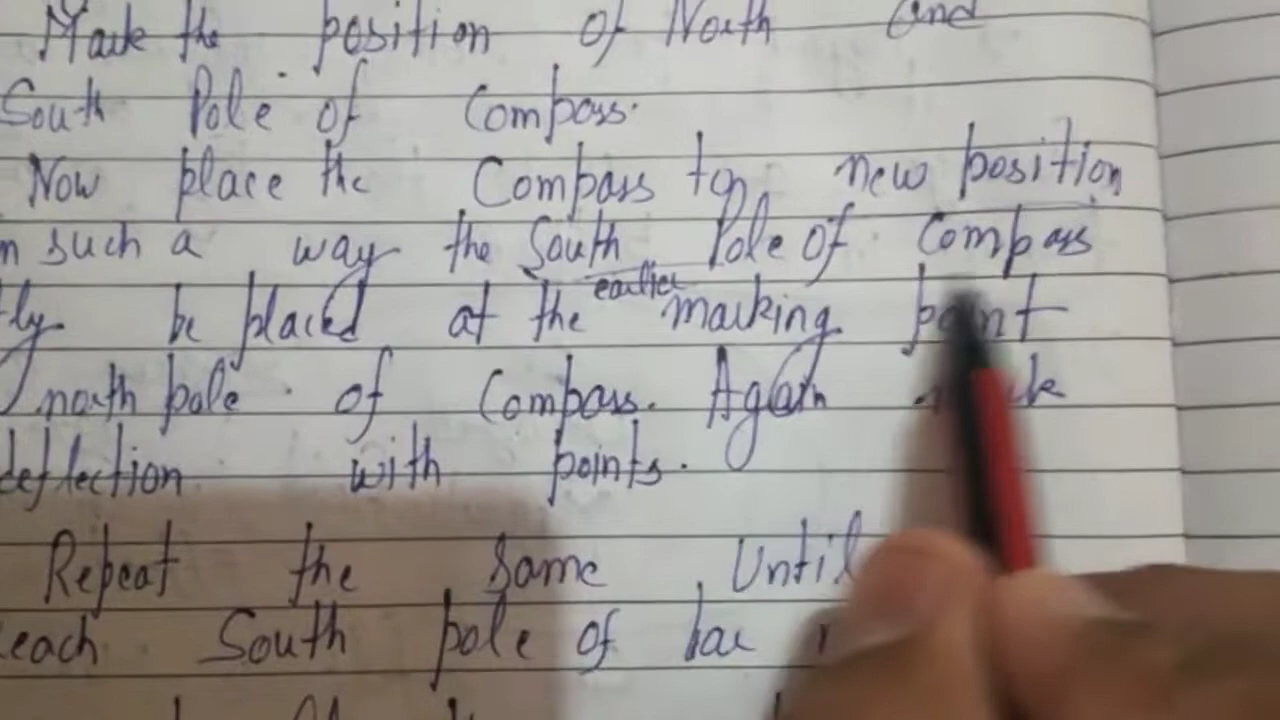 Mark the position of North and
South Pole of Compass.
Now place the Compass to new position
such a way the South Pole of Compass
be placed at the earlier marking point
north pole of Compass. Again
deflection with points.
Repeat the same Until
South pole of bar